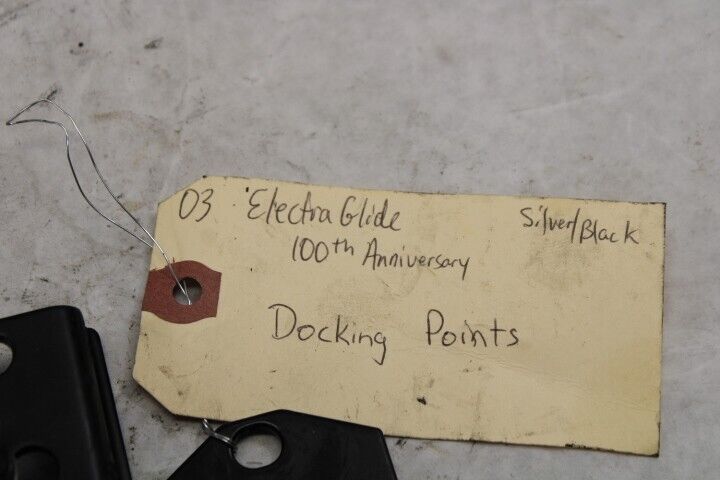 03 Electra Glide Silver/Black
100th Anniversary
Docking Points